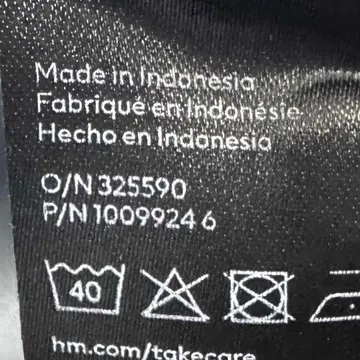 Made in Indonesia
Fabriqué en Indonésie
Hecho en Indonesia
O/N 325590
P/N 10099246
40
hm.com/takecare